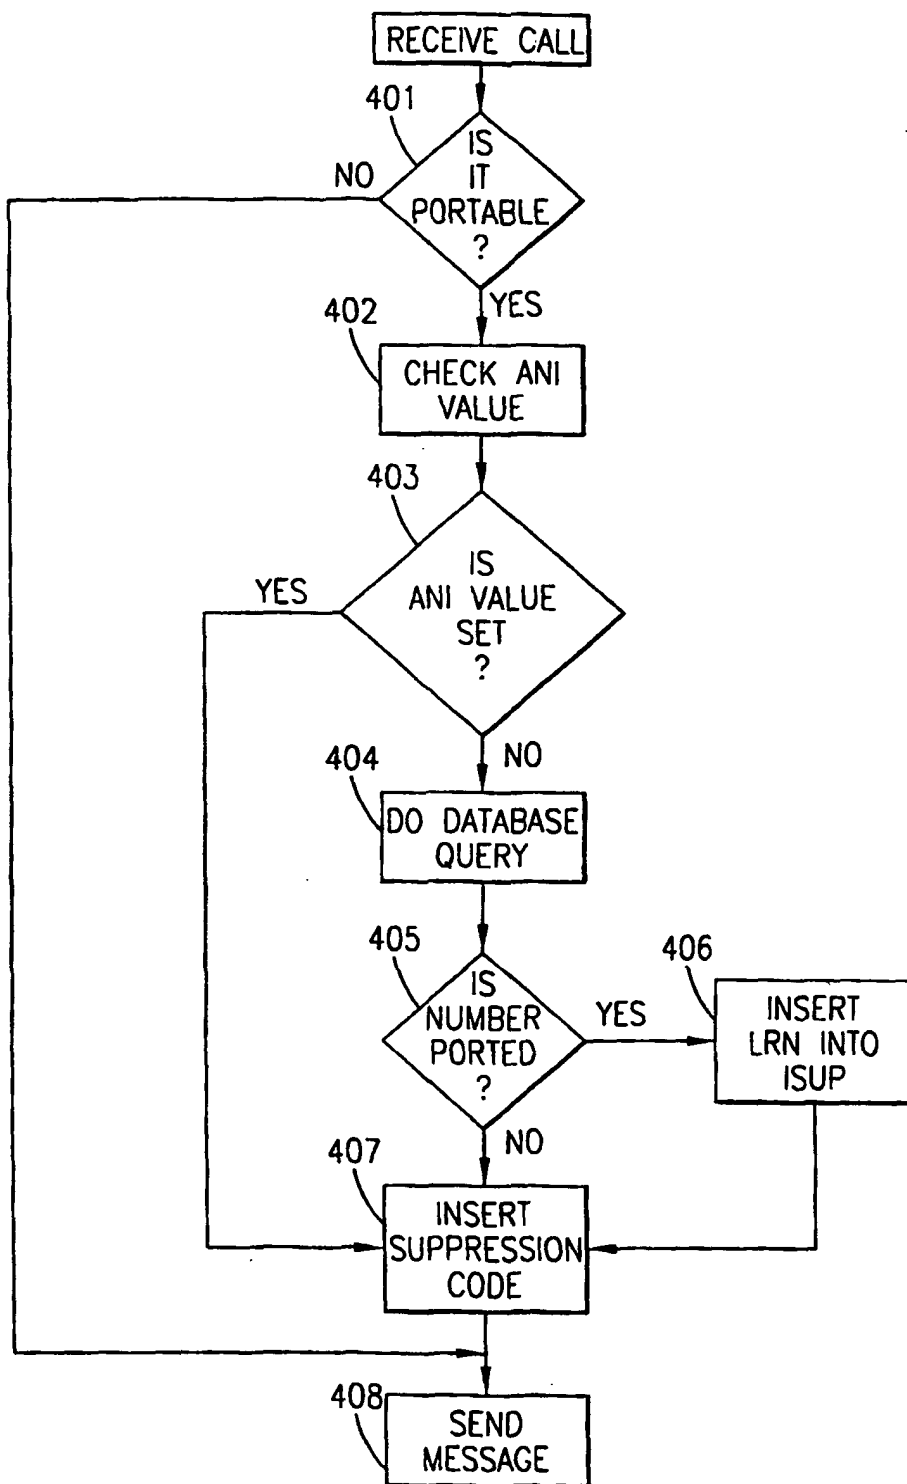 RECEIVE CALL
401
IS
IT
PORTABLE
?
NO
YES
402
CHECK ANI
VALUE
403
IS
ANI VALUE
SET
?
YES
NO
404
DO DATABASE
QUERY
405
IS
NUMBER
PORTED
?
YES
406
INSERT
LRN INTO
ISUP
NO
407
INSERT
SUPPRESSION
CODE
408
SEND
MESSAGE